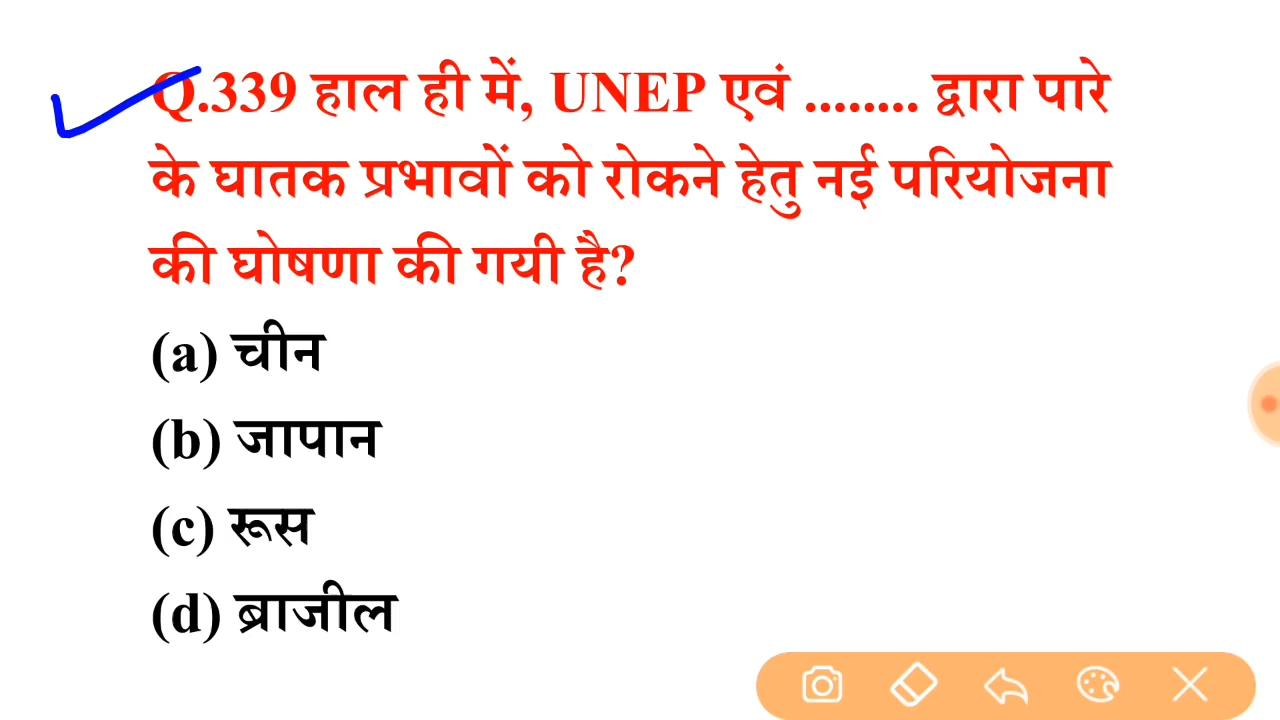 Q.339 हाल ही में, UNEP एवं ........ द्वारा पारे
के घातक प्रभावों को रोकने हेतु नई परियोजना
की घोषणा की गयी है?
(a) चीन
(b) जापान
(c) रूस
(d) ब्राजील